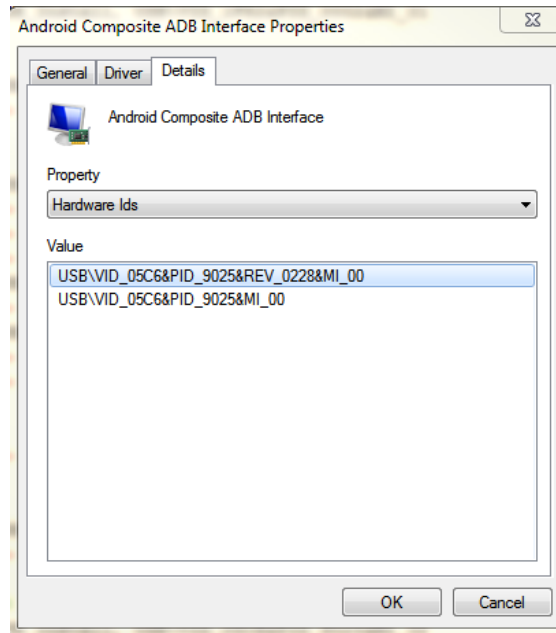 Android Composite ADB Interface Properties
General Driver Details
Android Composite ADB Interface
Property
Hardware Ids
Value
USB\VID_05C6&PID_9025&REV_0228&MI_00
USB\VID_05C6&PID_9025&MI_00
OK Cancel